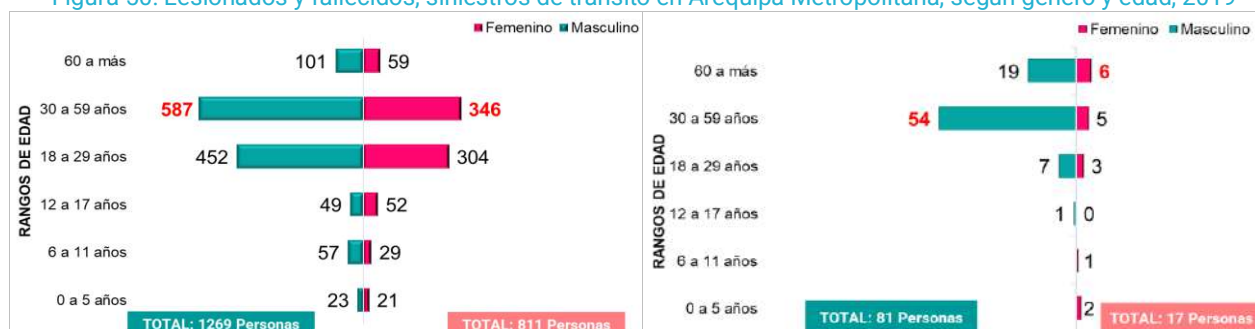 Figura 50. Lesionados y fallecidos, siniestros de tránsito en Arequipa Metropolitana, según género y edad, 2019
Femenino Masculino
RANGOS DE EDAD
60 a más 101 59
30 a 59 años 587 346
18 a 29 años 452 304
12 a 17 años 49 52
6 a 11 años 57 29
0 a 5 años 23 21
TOTAL: 1269 Personas TOTAL: 811 Personas
Femenino Masculino
RANGOS DE EDAD
60 a más 19 6
30 a 59 años 54 5
18 a 29 años 7 3
12 a 17 años 1 0
6 a 11 años 1
0 a 5 años 2
TOTAL: 81 Personas TOTAL: 17 Personas